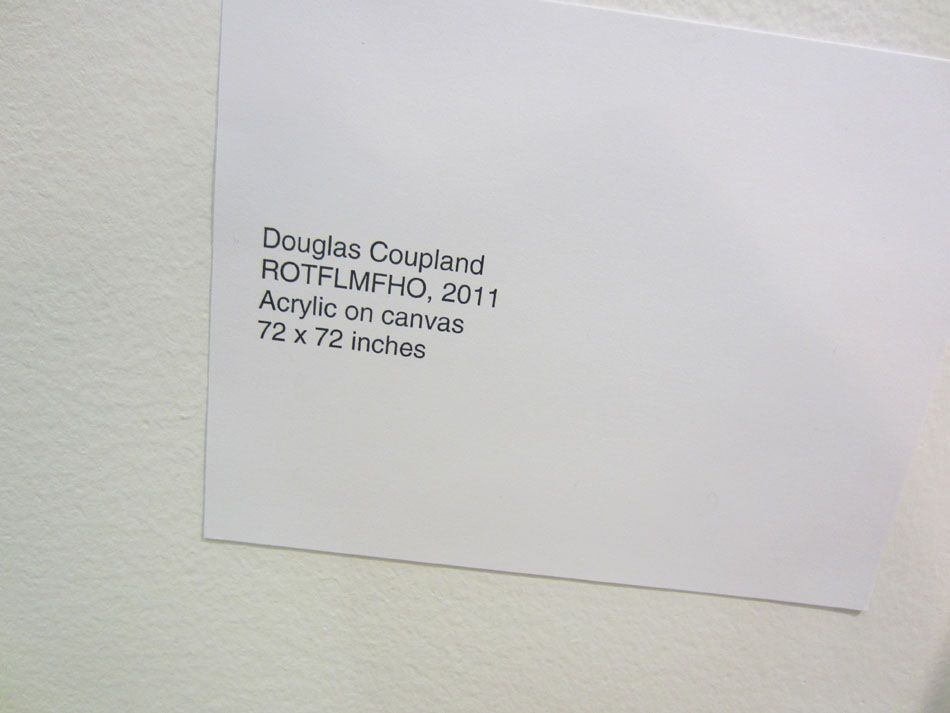 Douglas Coupland
ROTFLMFHO, 2011
Acrylic on canvas
72 x 72 inches